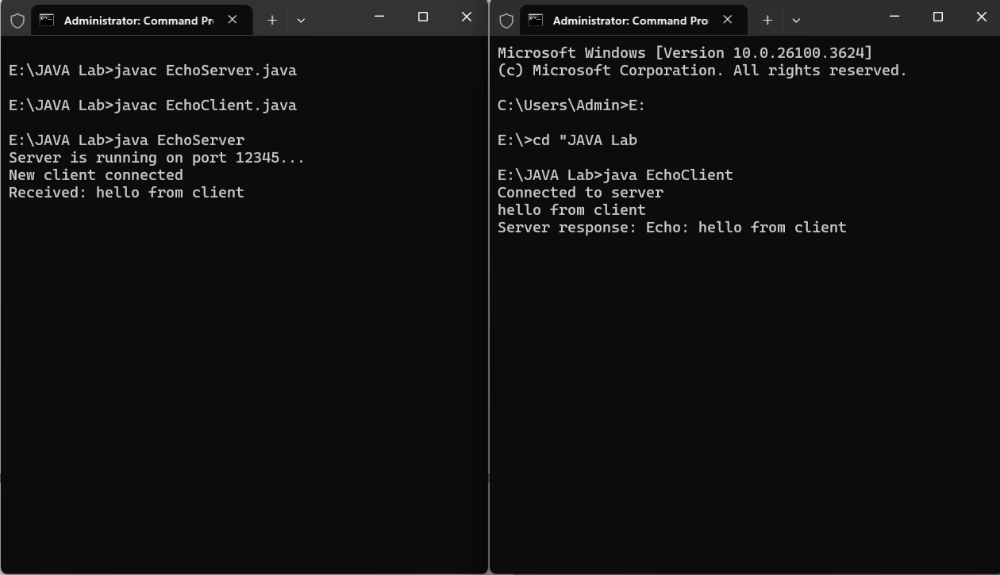 Administrator: Command Pr
E:\JAVA Lab>javac EchoServer.java
E:\JAVA Lab>javac EchoClient.java
E:\JAVA Lab>java EchoServer
Server is running on port 12345...
New client connected
Received: hello from client
Administrator: Command Pro
Microsoft Windows [Version 10.0.26100.3624]
(c) Microsoft Corporation. All rights reserved.
C:\Users\Admin>E:
E:\>cd "JAVA Lab
E:\JAVA Lab>java EchoClient
Connected to server
hello from client
Server response: Echo: hello from client